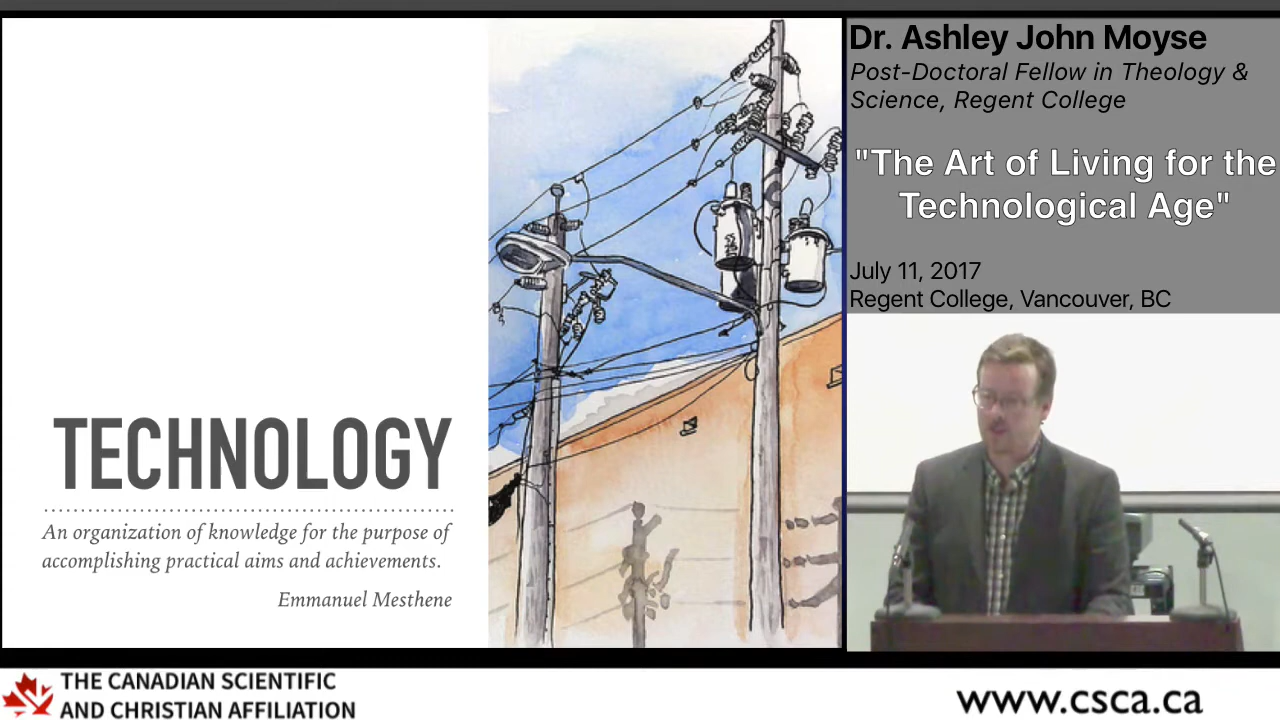 TECHNOLOGY
An organization of knowledge for the purpose of
accomplishing practical aims and achievements.
Emmanuel Mesthene
Dr. Ashley John Moyse
Post-Doctoral Fellow in Theology &
Science, Regent College
"The Art of Living for the
Technological Age"
July 11, 2017
Regent College, Vancouver, BC
THE CANADIAN SCIENTIFIC
AND CHRISTIAN AFFILIATION
www.csca.ca